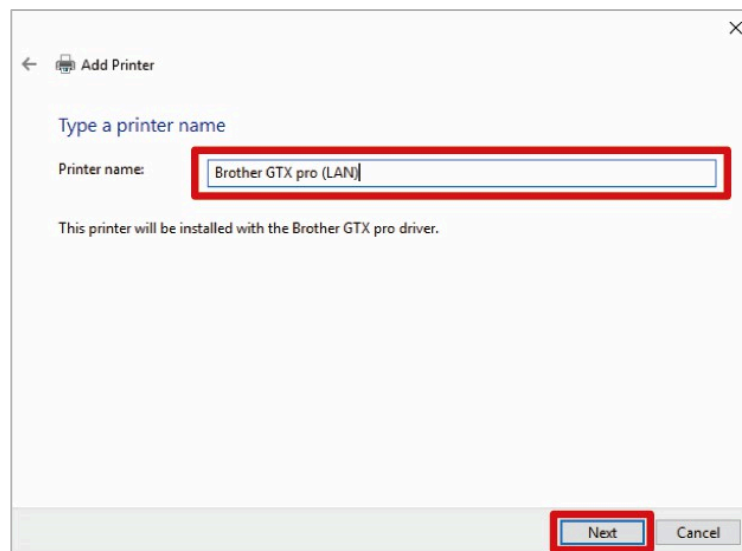 Add Printer
Type a printer name
Printer name: Brother GTX pro (LAN)
This printer will be installed with the Brother GTX pro driver.
Next Cancel